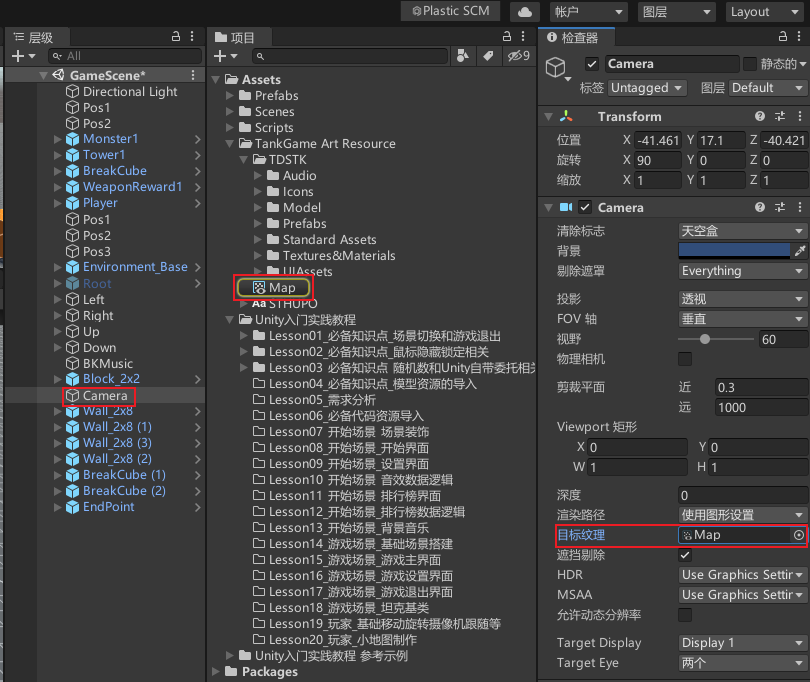 Plastic SCM
帐户
图层
Layout
层级
All
GameScene*
Directional Light
Pos1
Pos2
Monster1
Tower1
BreakCube
WeaponReward1
Player
Pos1
Pos2
Pos3
Environment_Base
Root
Left
Right
Up
Down
BKMusic
Block_2x2
Camera
Wall_2x8
Wall_2x8 (1)
Wall_2x8 (3)
Wall_2x8 (2)
BreakCube (1)
BreakCube (2)
EndPoint
项目
9
Assets
Prefabs
Scenes
Scripts
TankGame Art Resource
TDSTK
Audio
Icons
Model
Prefabs
Standard Assets
Textures&Materials
UIAssets
Map
Aa STHUPO
Unity入门实践教程
Lesson01_必备知识点_场景切换和游戏退出
Lesson02_必备知识点_鼠标隐藏锁定相关
Lesson03_必备知识点_随机数和Unity自带委托相关
Lesson04_必备知识点_模型资源的导入
Lesson05_需求分析
Lesson06_必备代码资源导入
Lesson07_开始场景_场景装饰
Lesson08_开始场景_开始界面
Lesson09_开始场景_设置界面
Lesson10_开始场景_音效数据逻辑
Lesson11_开始场景_排行榜界面
Lesson12_开始场景_排行榜数据逻辑
Lesson13_开始场景_背景音乐
Lesson14_游戏场景_基础场景搭建
Lesson15_游戏场景_游戏主界面
Lesson16_游戏场景_游戏设置界面
Lesson17_游戏场景_游戏退出界面
Lesson18_游戏场景_坦克基类
Lesson19_玩家_基础移动旋转摄像机跟随等
Lesson20_玩家_小地图制作
Unity入门实践教程 参考示例
Packages
检查器
Camera 静态的
标签 Untagged 图层 Default
Transform
位置 X -41.461 Y 17.1 Z -40.421
旋转 X 90 Y 0 Z 0
缩放 X 1 Y 1 Z 1
Camera
清除标志 天空盒
背景
剔除遮罩 Everything
投影 透视
FOV 轴 垂直
视野 60
物理相机
剪裁平面 近 0.3
远 1000
Viewport 矩形
X 0 Y 0
W 1 H 1
深度 0
渲染路径 使用图形设置
目标纹理 Map
遮挡剔除
HDR Use Graphics Settir
MSAA Use Graphics Settir
允许动态分辨率
Target Display Display 1
Target Eye 两个